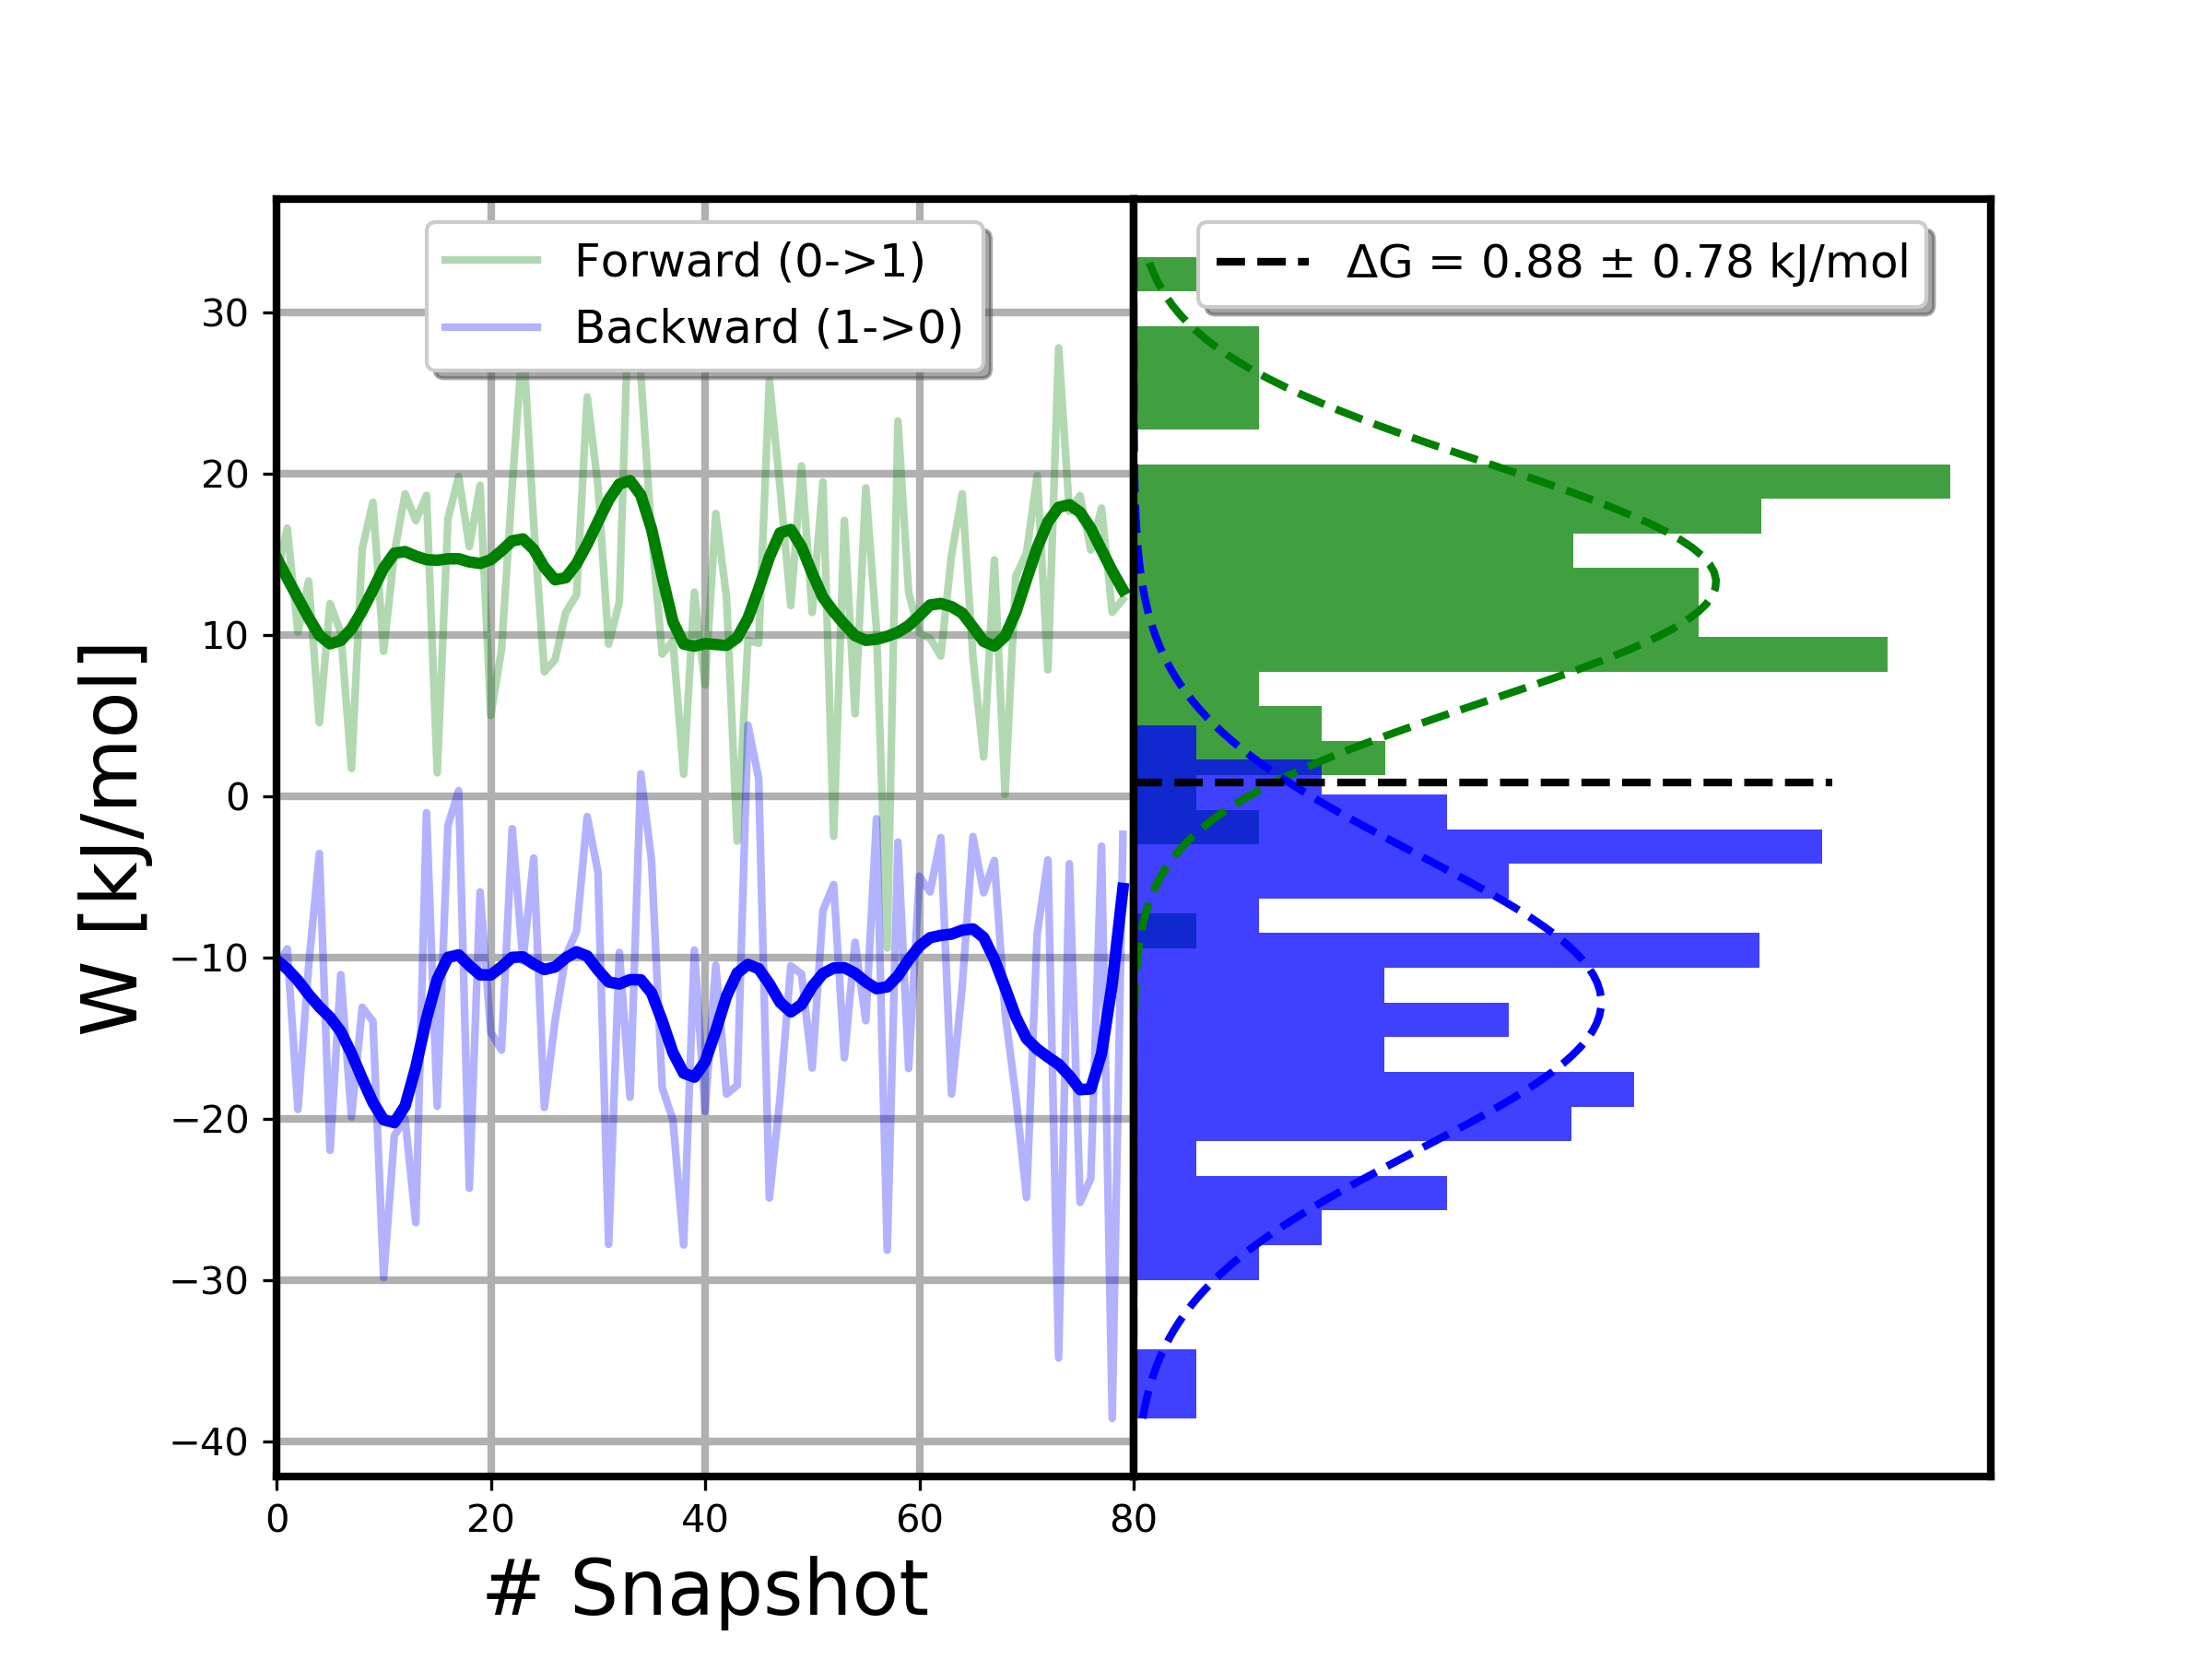 Forward (0->1)
Backward (1->0)
ΔG = 0.88 ± 0.78 kJ/mol
W [kJ/mol]
30
20
10
0
−10
−20
−30
−40
0 20 40 60 80
# Snapshot